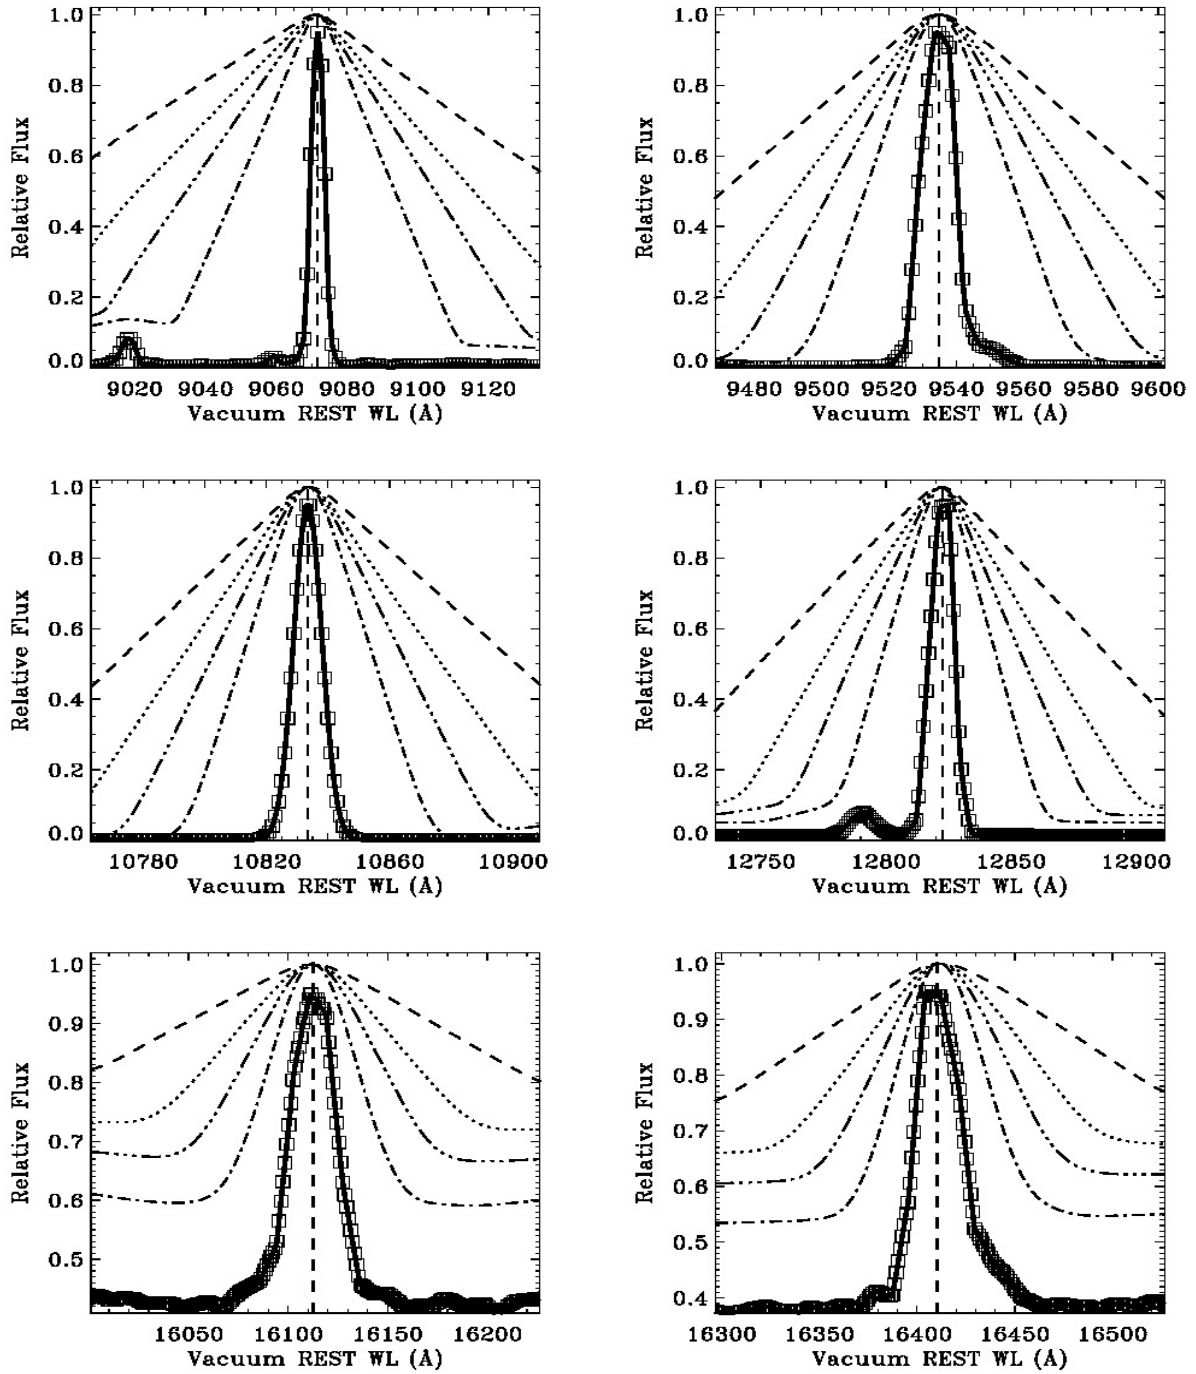 1.0 1.0
0.8 0.8
0.6 0.6
0.4 0.4
0.2 0.2
0.0 0.0
Relative Flux Relative Flux
9020 9040 9060 9080 9100 9120 9480 9500 9520 9540 9560 9580 9600
Vacuum REST WL (Å) Vacuum REST WL (Å)
1.0 1.0
0.8 0.8
0.6 0.6
0.4 0.4
0.2 0.2
0.0 0.0
Relative Flux Relative Flux
10780 10820 10860 10900 12750 12800 12850 12900
Vacuum REST WL (Å) Vacuum REST WL (Å)
1.0 1.0
0.9 0.9
0.8 0.8
0.7 0.7
0.6 0.6
0.5 0.5
0.4
Relative Flux Relative Flux
16050 16100 16150 16200 16300 16350 16400 16450 16500
Vacuum REST WL (Å) Vacuum REST WL (Å)